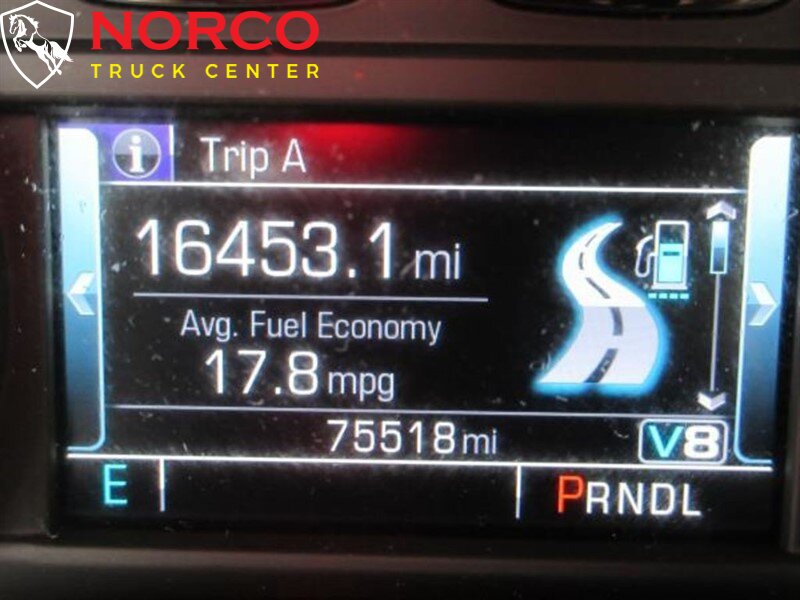 NORCO
TRUCK CENTER
i Trip A
16453.1 mi
Avg. Fuel Economy
17.8 mpg
75518 mi V8
E PRNDL